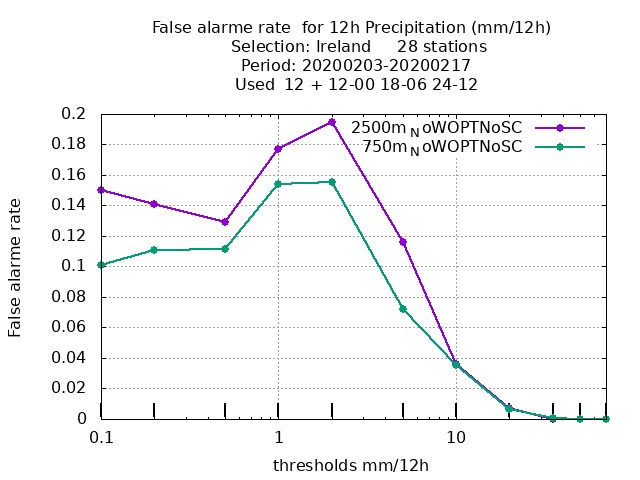 False alarme rate  for 12h Precipitation (mm/12h)
Selection: Ireland     28 stations
Period: 20200203-20200217
Used  12 + 12-00 18-06 24-12
2500m_NoWOPTNoSC
750m_NoWOPTNoSC
False alarme rate
0.2
0.18
0.16
0.14
0.12
0.1
0.08
0.06
0.04
0.02
0
0.1 1 10
thresholds mm/12h